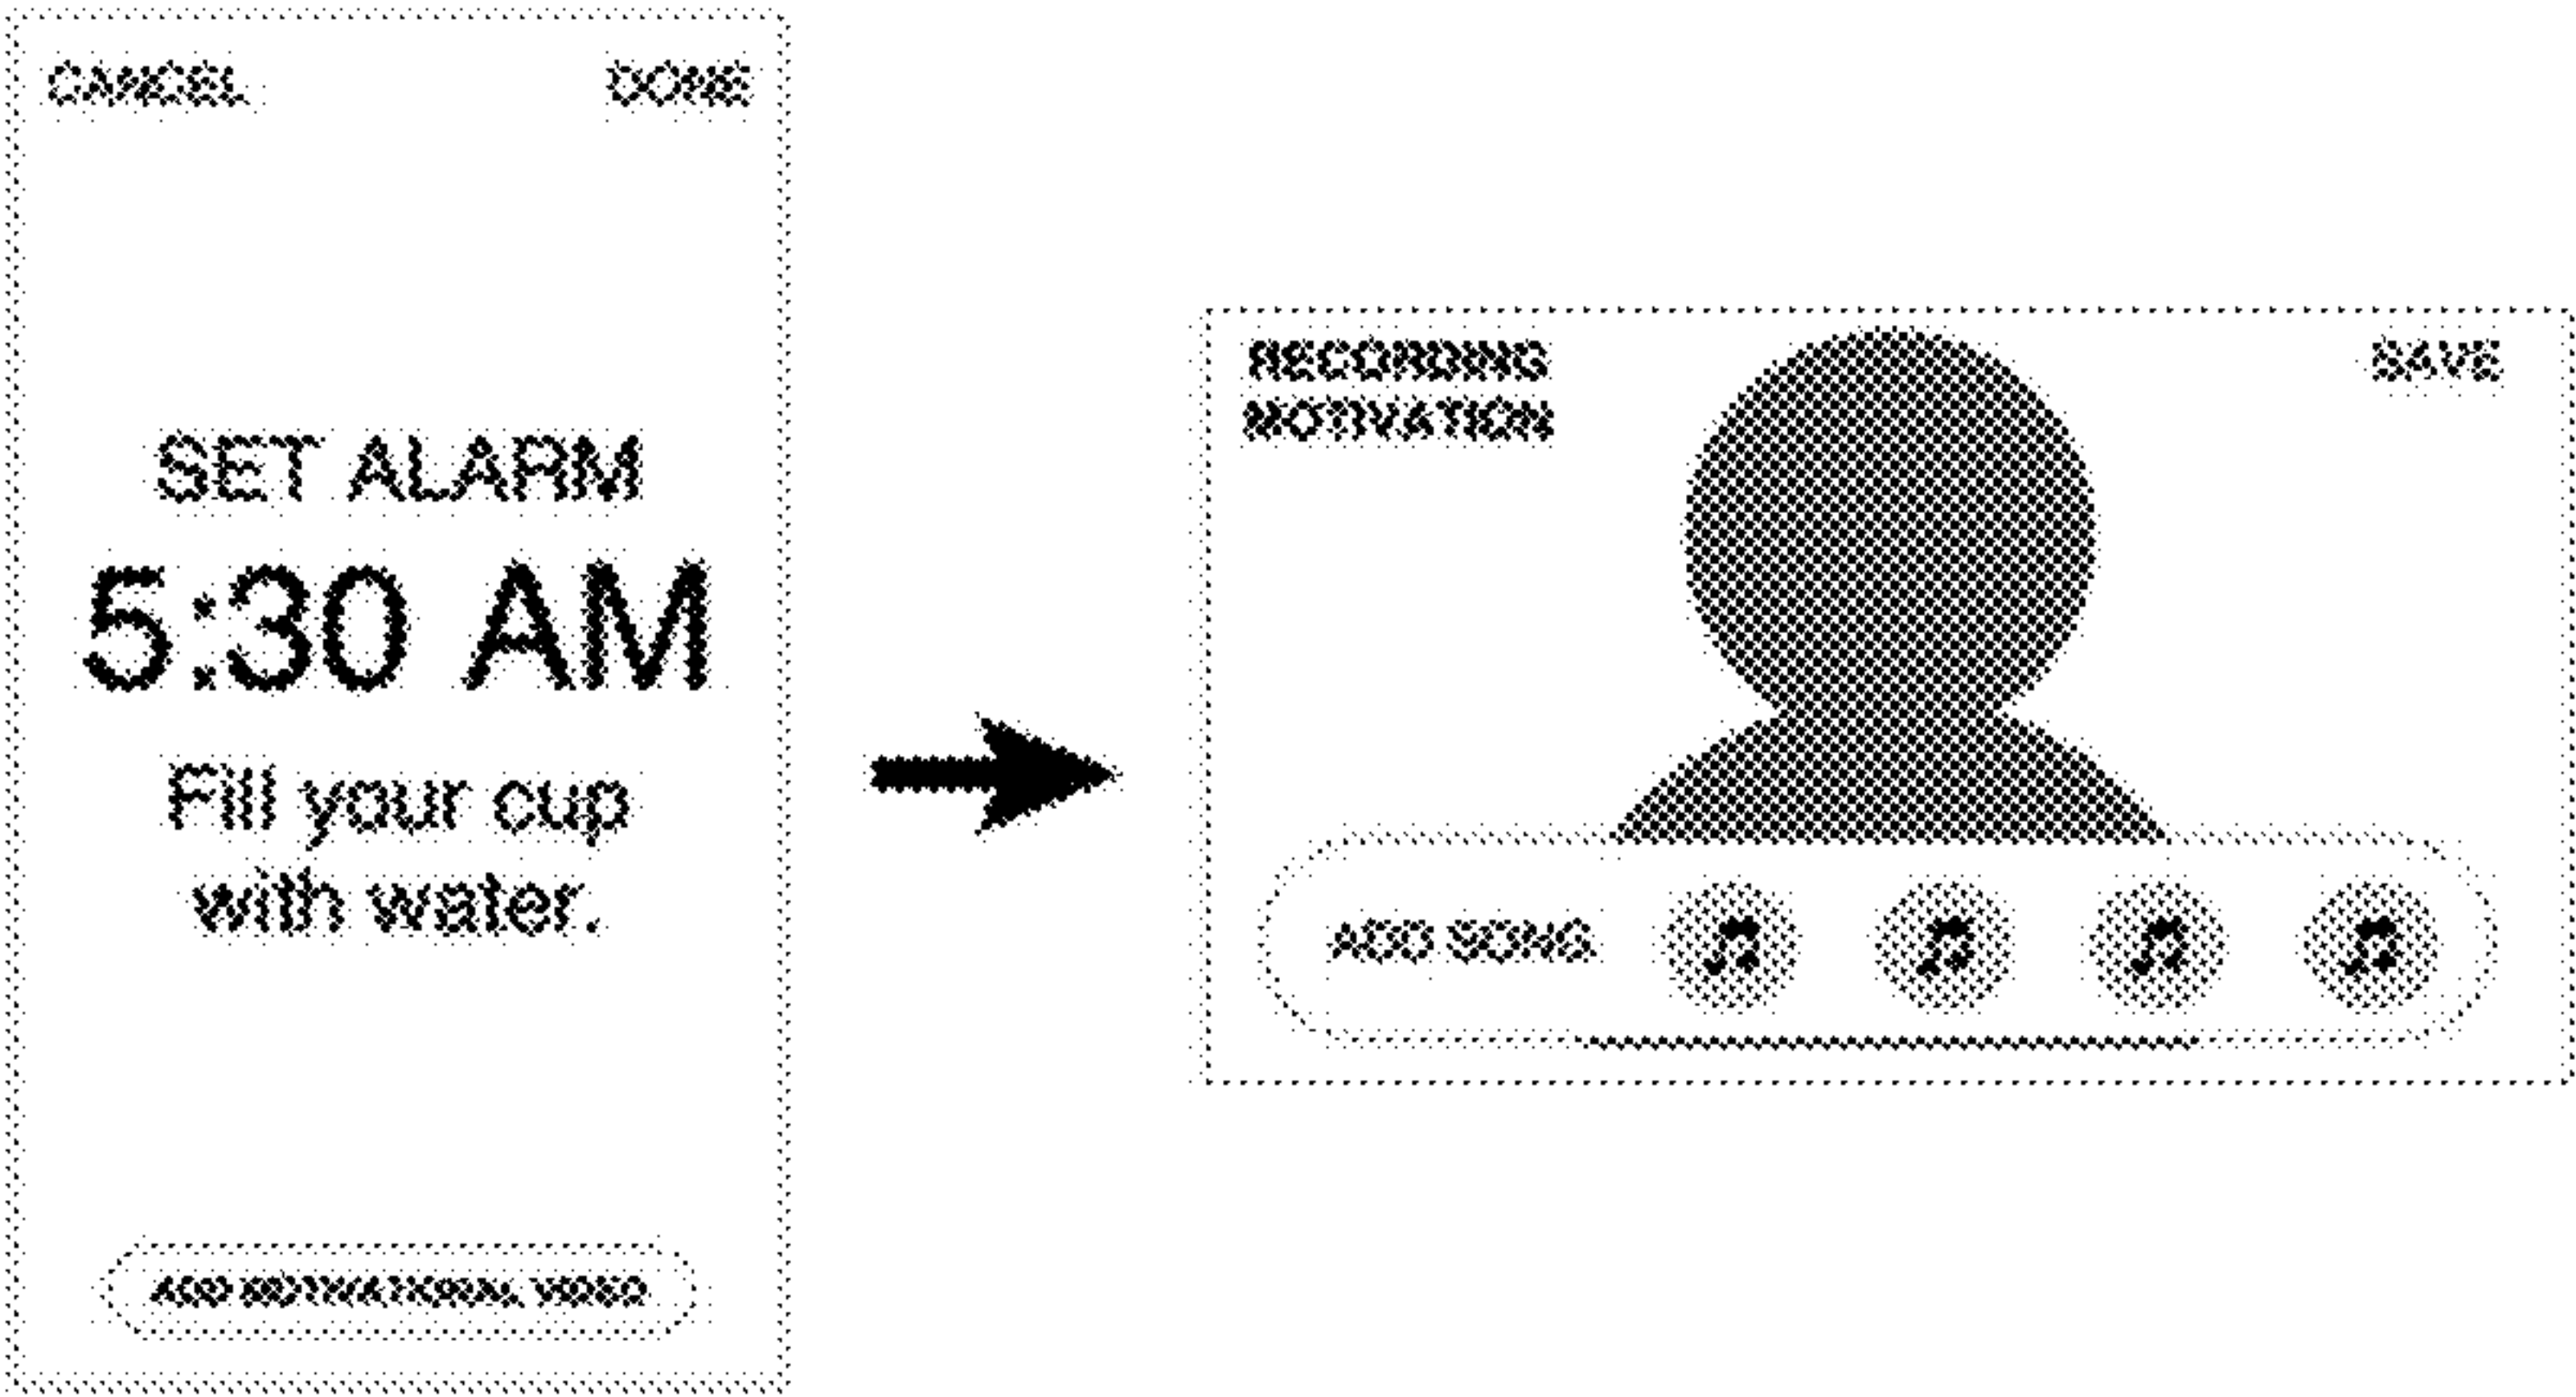 CANCEL DONE
SET ALARM
5:30 AM
Fill your cup
with water.
ADD MOTIVATIONAL VIDEO
RECORDING
MOTIVATION
SAVE
ADD SONG